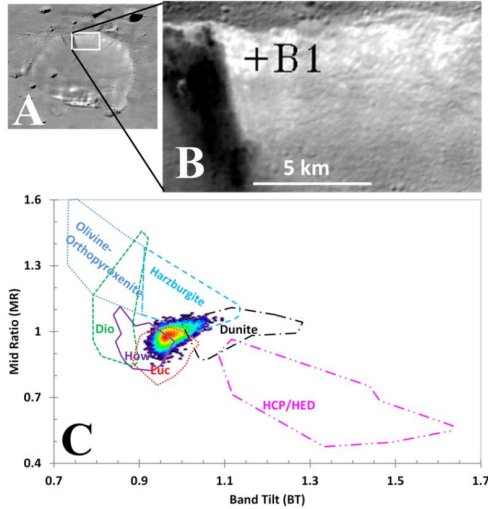 A
+B1
B
5 km
C
Mid Ratio (MR)
1.6
1.3
1
0.7
0.4
Olivine-
Orthopyroxenite
Harzburgite
Dio
How
Euc
Dunite
HCP/HED
0.7
0.9
1.1
1.3
1.5
1.7
Band Tilt (BT)